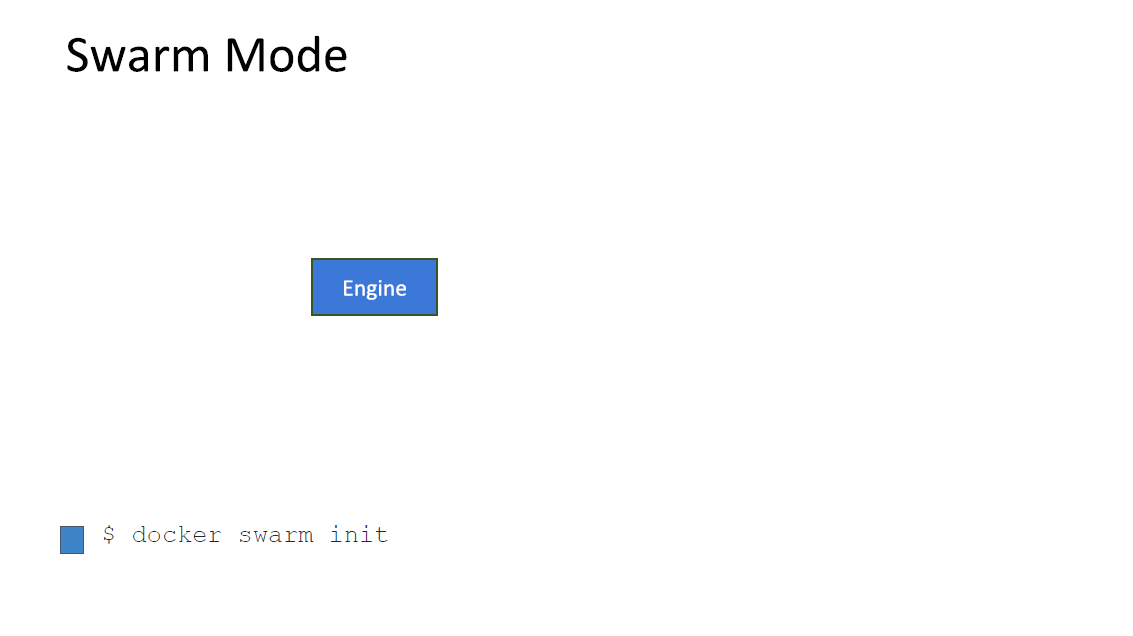 Swarm Mode
Engine
$ docker swarm init